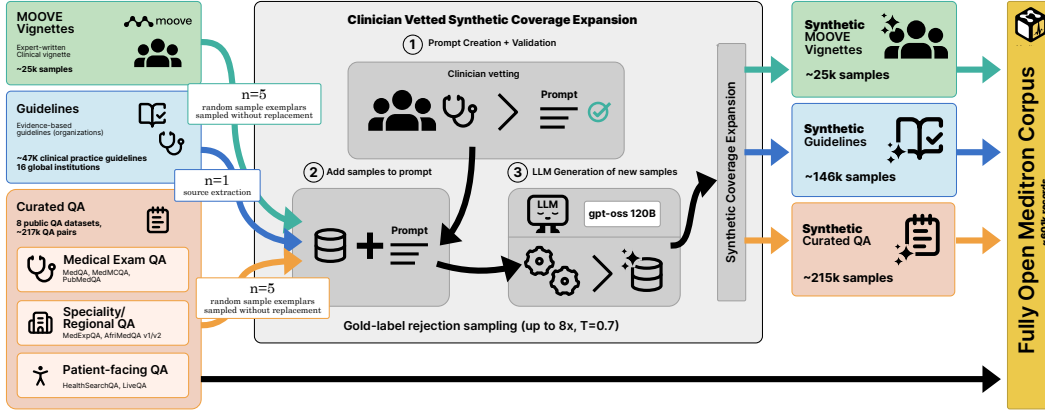 MOOVE
Vignettes
moove
Expert-written
Clinical vignette
~25k samples
Guidelines
Evidence-based
guidelines (organizations)
~47K clinical practice guidelines
16 global institutions
Curated QA
8 public QA datasets,
~217k QA pairs
Medical Exam QA
MedQA, MedMCQA,
PubMedQA
Speciality/
Regional QA
MedExpQA, AfriMedQA v1/v2
Patient-facing QA
HealthSearchQA, LiveQA
n=5
random sample exemplars
sampled without replacement
n=1
source extraction
n=5
random sample exemplars
sampled without replacement
Clinician Vetted Synthetic Coverage Expansion
1 Prompt Creation + Validation
Clinician vetting
Prompt
2 Add samples to prompt
Prompt
3 LLM Generation of new samples
LLM
gpt-oss 120B
Gold-label rejection sampling (up to 8x, T=0.7)
Synthetic Coverage Expansion
Synthetic
MOOVE
Vignettes
~25k samples
Synthetic
Guidelines
~146k samples
Synthetic
Curated QA
~215k samples
Fully Open Meditron Corpus